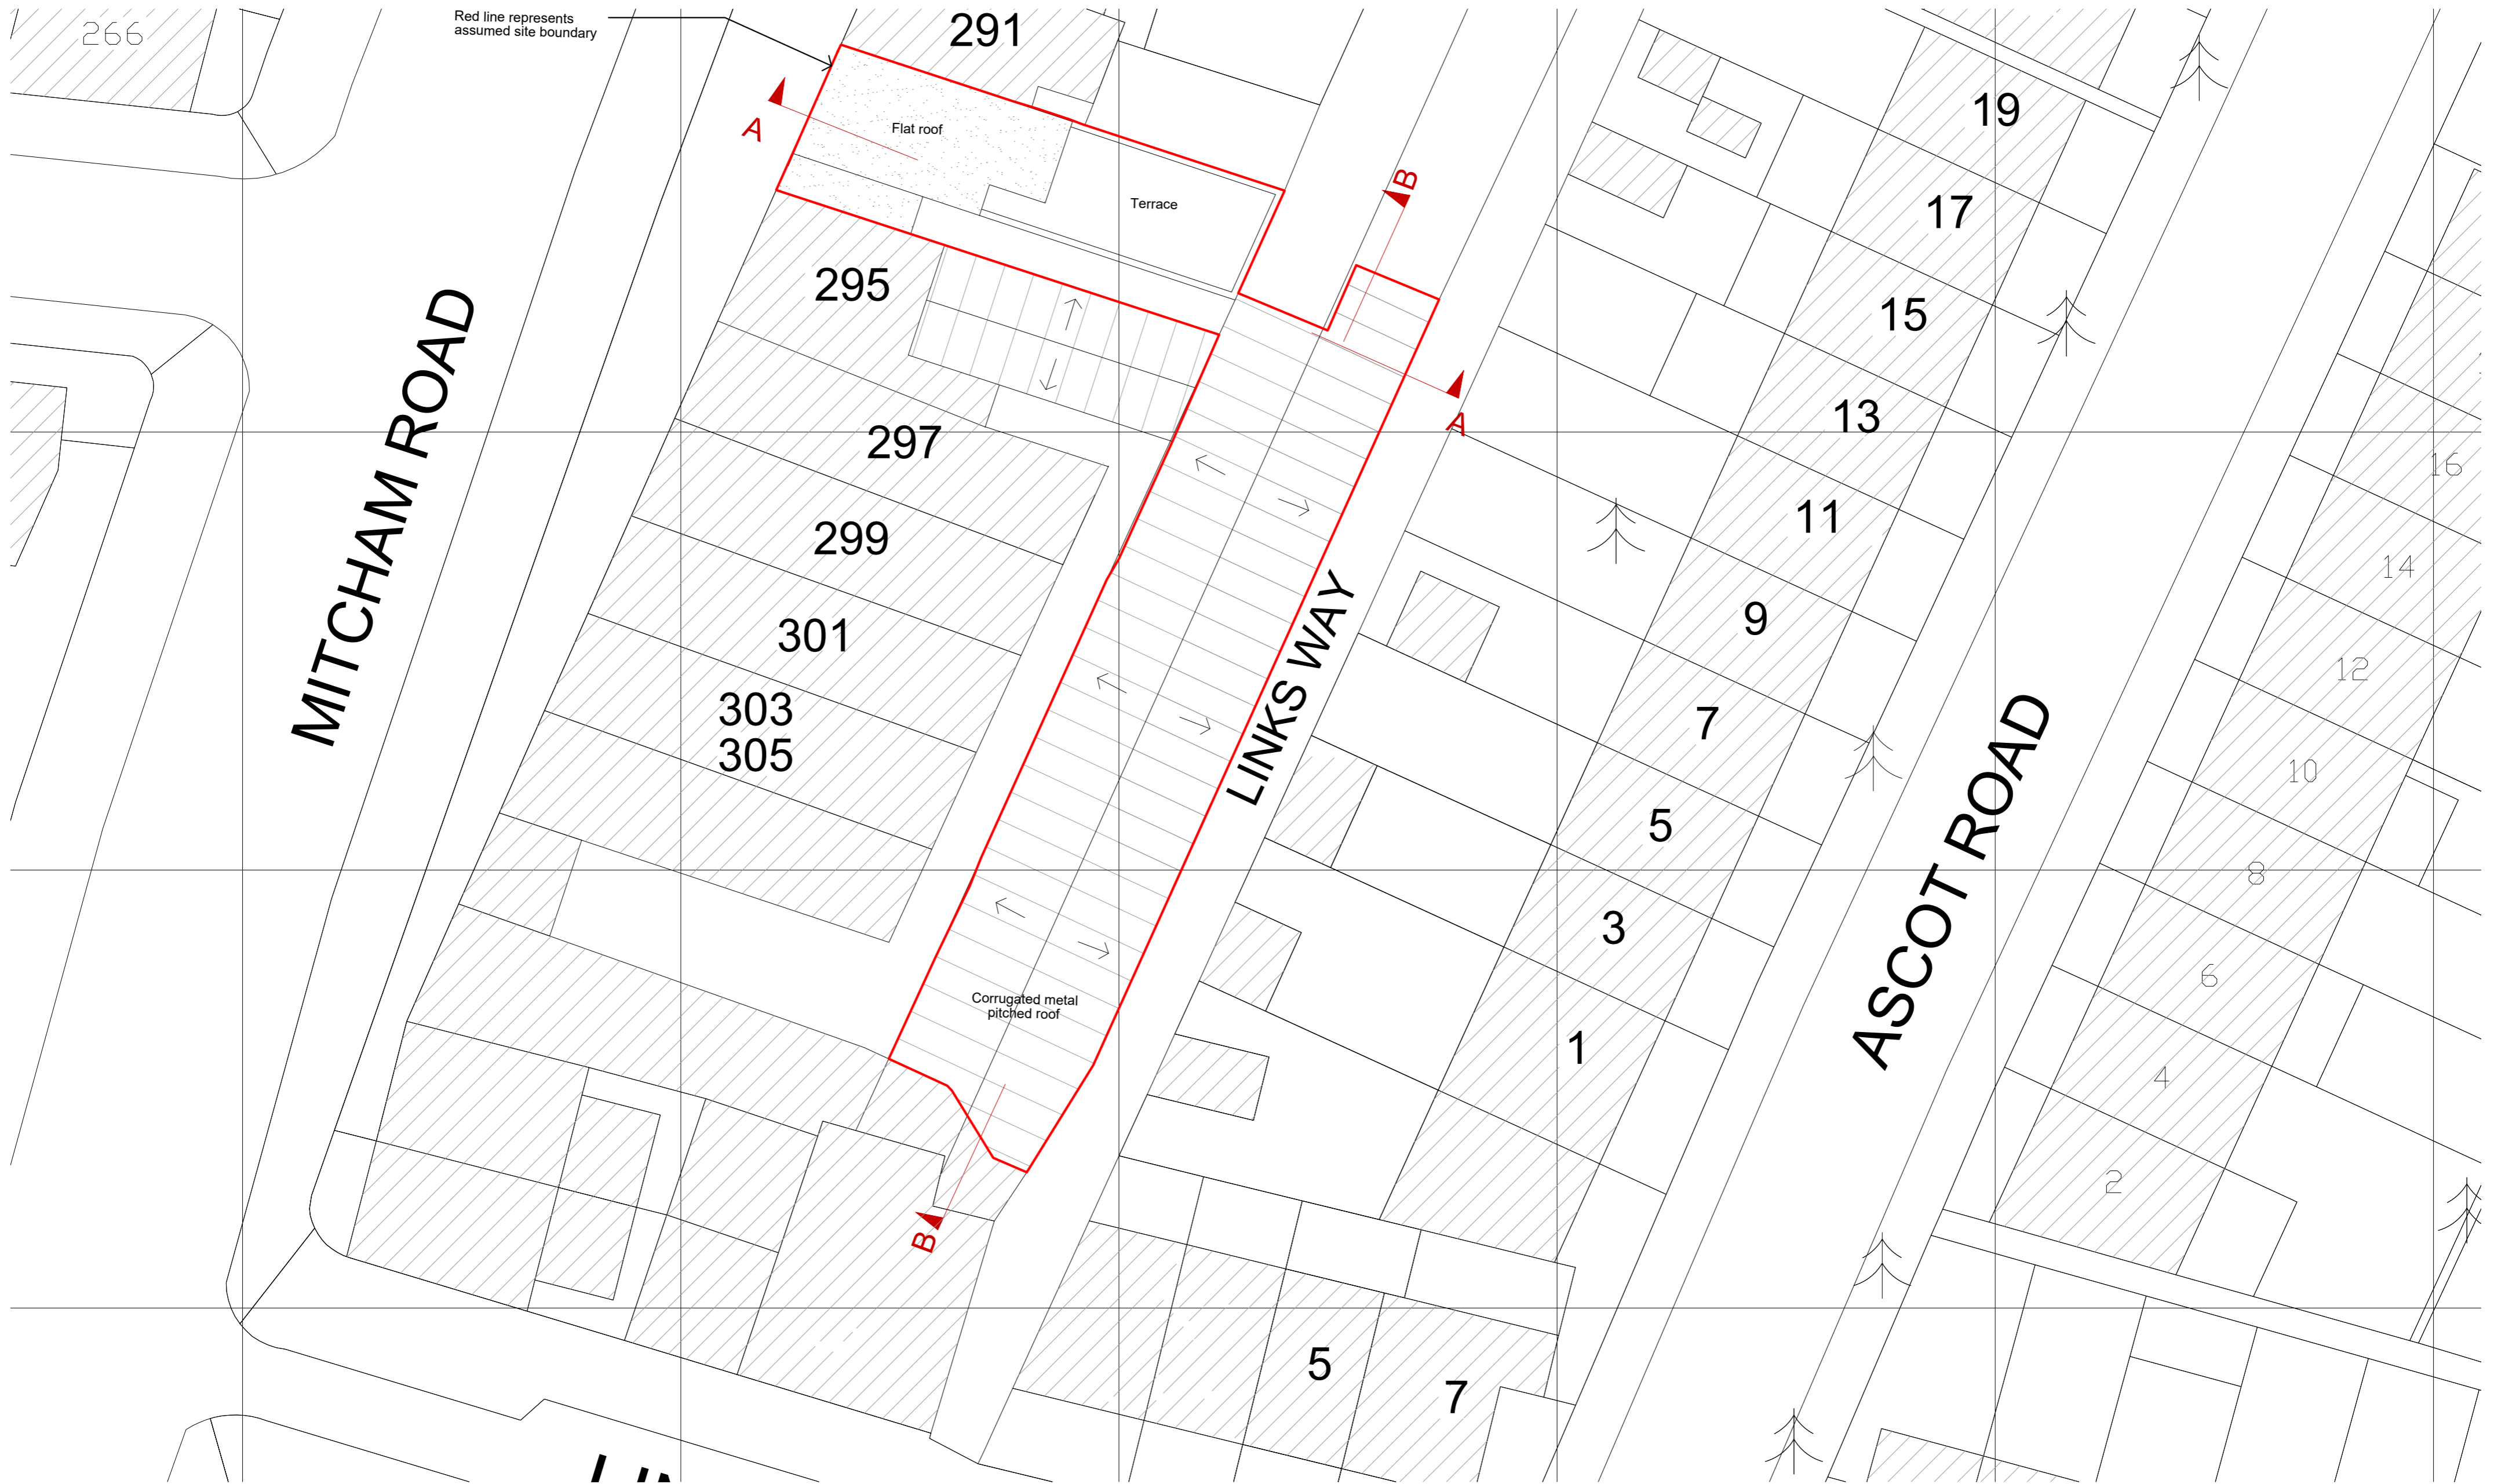 266
Red line represents
assumed site boundary
291
19
Flat roof
A
B
17
Terrace
295
15
13
A
297
16
MITCHAM ROAD
299
11
14
9
301
12
303
305
LINKS WAY
7
10
5
8
ASCOT ROAD
3
6
Corrugated metal
pitched roof
1
4
2
B
5
7